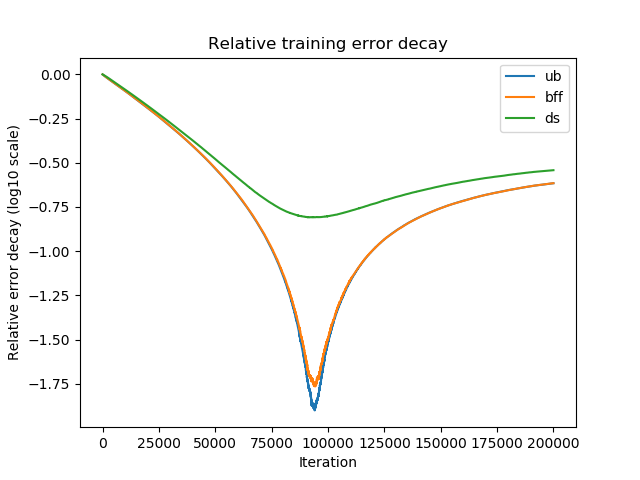 Relative training error decay
Relative error decay (log10 scale)
0.00
−0.25
−0.50
−0.75
−1.00
−1.25
−1.50
−1.75
ub
bff
ds
0 25000 50000 75000 100000 125000 150000 175000 200000
Iteration